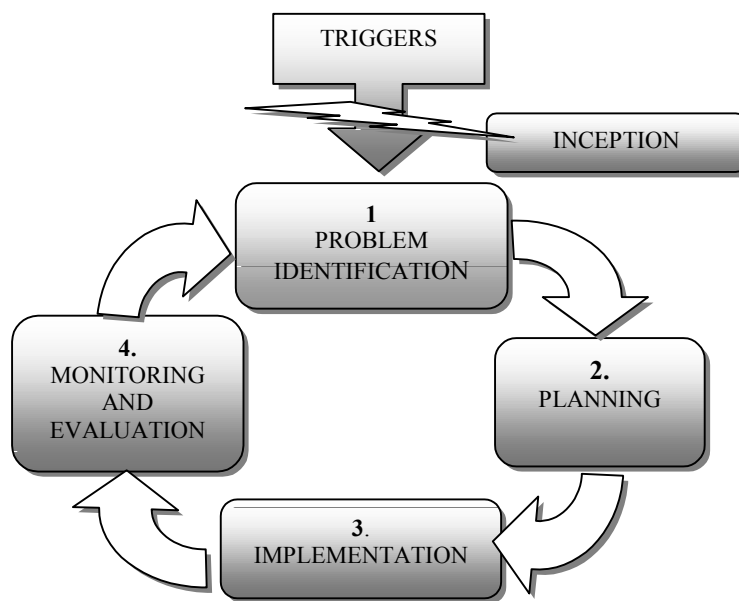 TRIGGERS
INCEPTION
1
PROBLEM
IDENTIFICATION
2.
PLANNING
3.
IMPLEMENTATION
4.
MONITORING
AND
EVALUATION